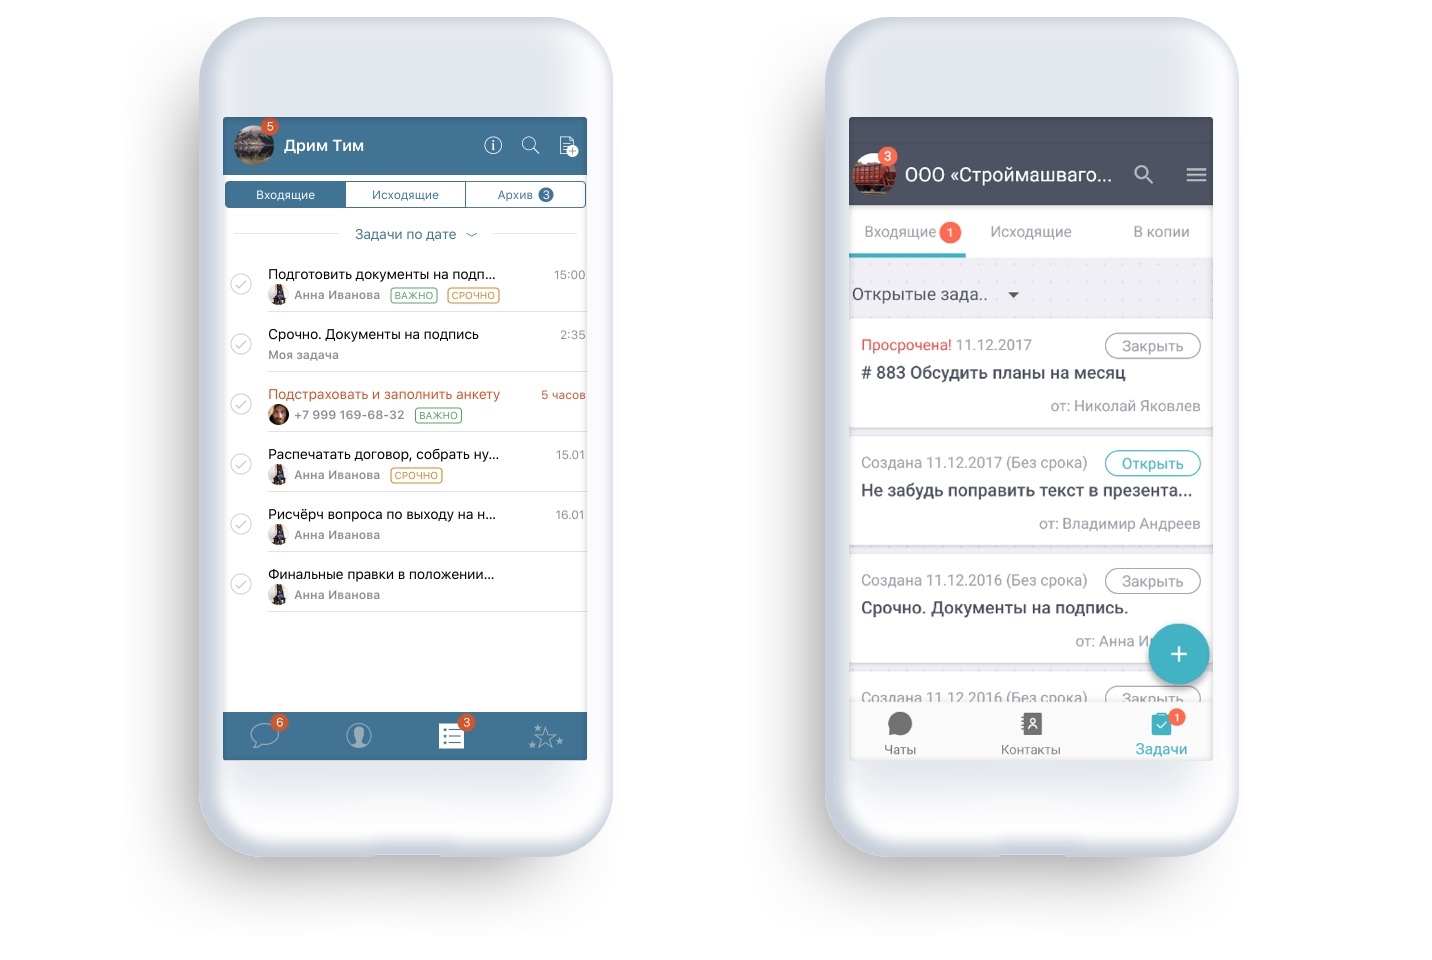 5
Дрим Тим
Входящие Исходящие Архив 3
Задачи по дате
Подготовить документы на подп... 15:00
Анна Иванова ВАЖНО СРОЧНО
Срочно. Документы на подпись 2:35
Моя задача
Подстраховать и заполнить анкету 5 часов
+7 999 169-68-32 ВАЖНО
Распечатать договор, собрать ну... 15.01
Анна Иванова СРОЧНО
Рисчёрч вопроса по выходу на н... 16.01
Анна Иванова
Финальные правки в положении...
Анна Иванова
6 3
3
ООО «Строймашваго...
Входящие 1 Исходящие В копии
Открытые зада..
Просрочена! 11.12.2017 Закрыть
# 883 Обсудить планы на месяц
от: Николай Яковлев
Создана 11.12.2017 (Без срока) Открыть
Не забудь поправить текст в презента...
от: Владимир Андреев
Создана 11.12.2016 (Без срока) Закрыть
Срочно. Документы на подпись.
от: Анна
Создана 11.12.2016 (Без срока) Закрыть
1
Чаты Контакты Задачи